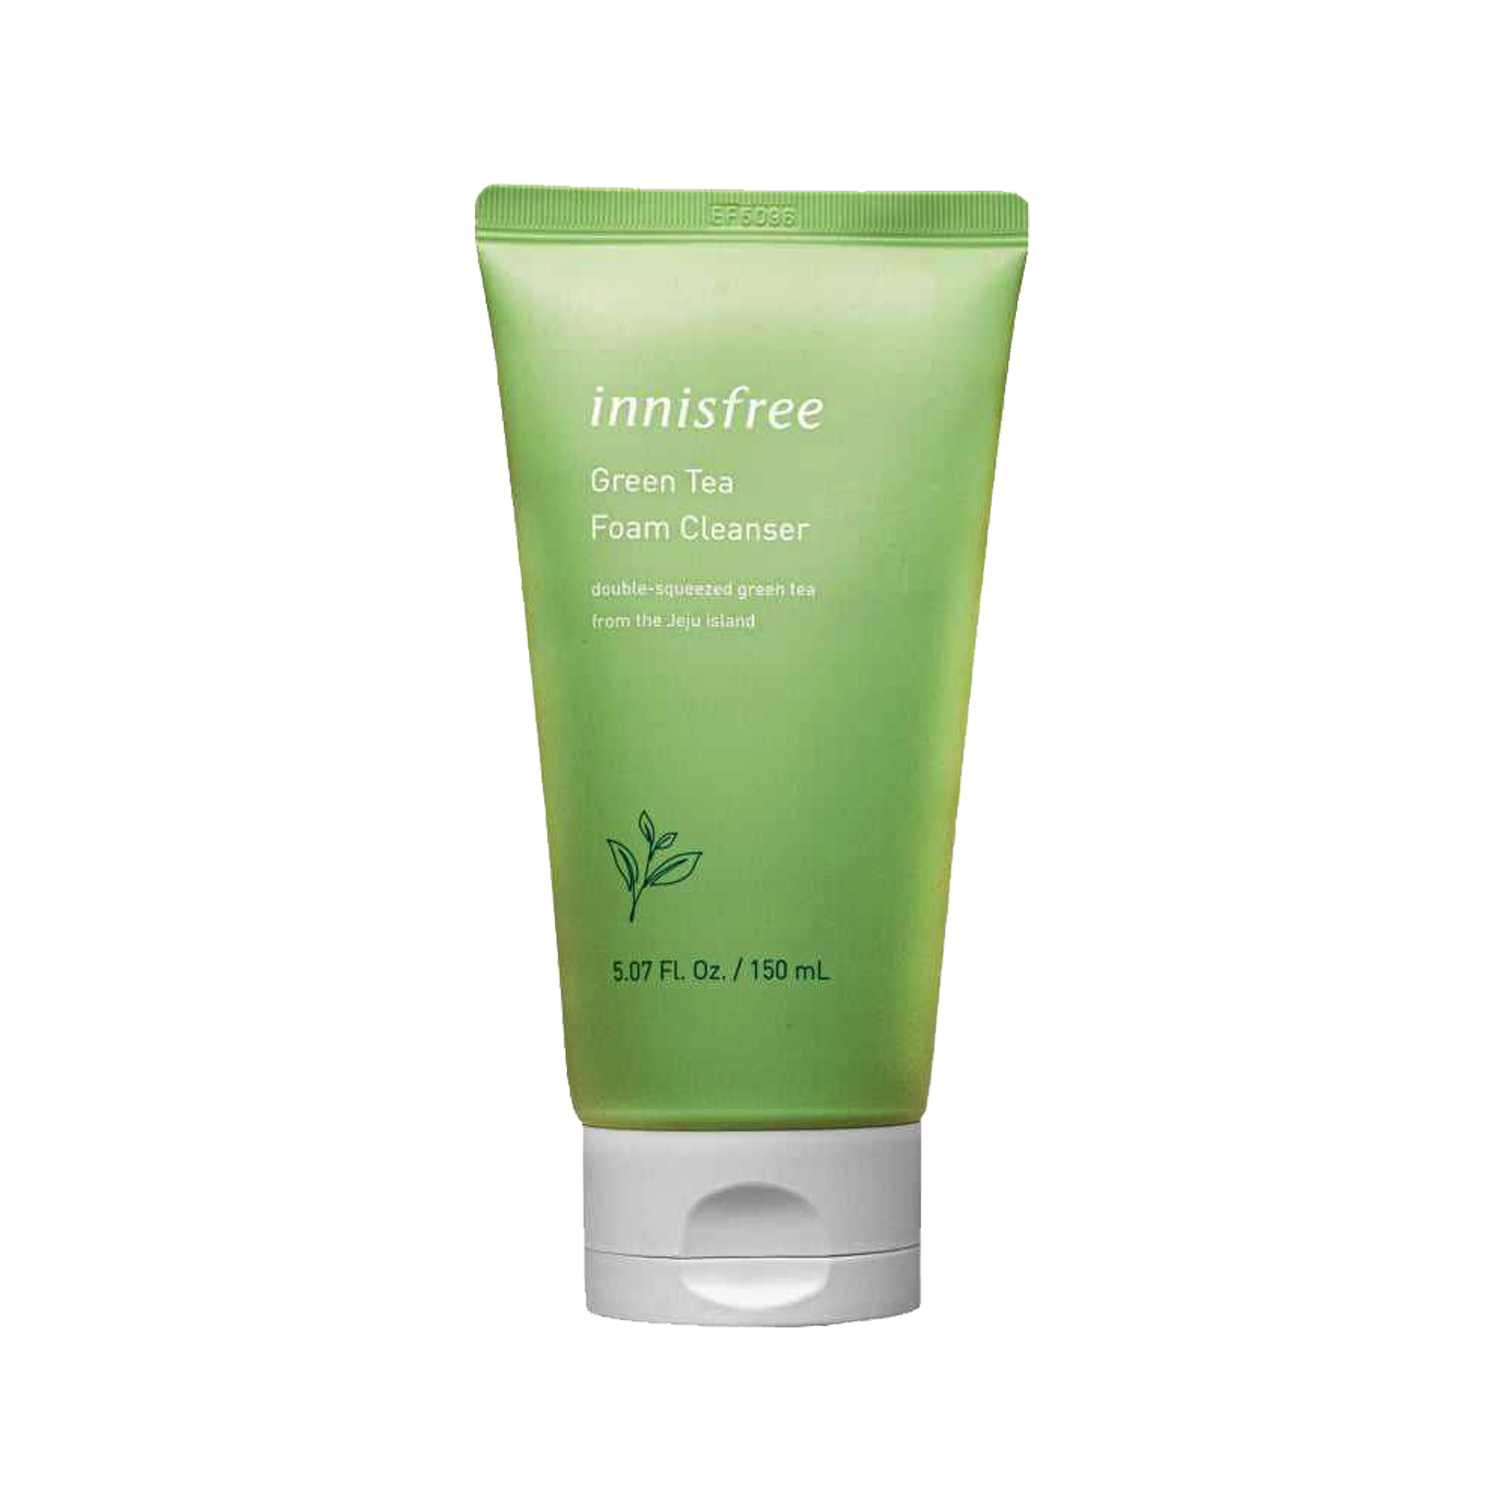 EF5096
innisfree
Green Tea
Foam Cleanser
double-squeezed green tea
from the Jeju island
5.07 Fl. Oz. / 150 mL